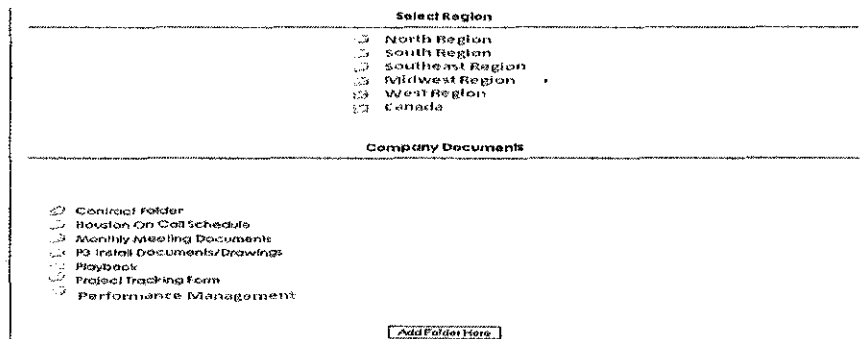 Select Region
North Region
South Region
Southeast Region
Midwest Region
West Region
Canada
Company Documents
Contract Folder
Houston On Call Schedule
Monthly Meeting Documents
P3 Install Documents/Drawings
Playback
Project Tracking Form
Performance Management
Add Folder Here